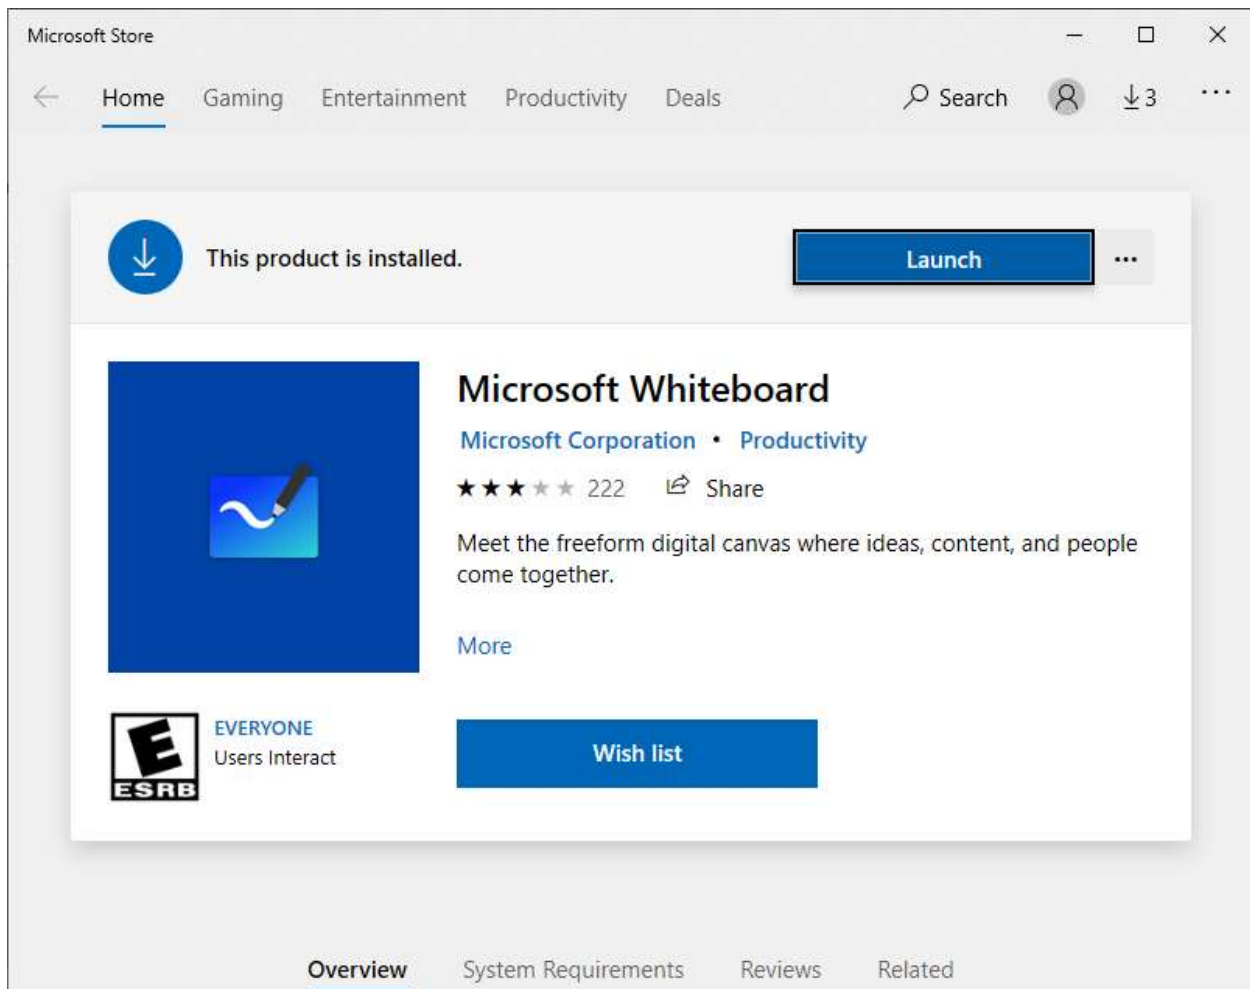 Microsoft Store
Home Gaming Entertainment Productivity Deals Search 3 ...
This product is installed. Launch ...
Microsoft Whiteboard
Microsoft Corporation • Productivity
222 Share
Meet the freeform digital canvas where ideas, content, and people
come together.
More
E
ESRB
EVERYONE
Users Interact
Wish list
Overview System Requirements Reviews Related